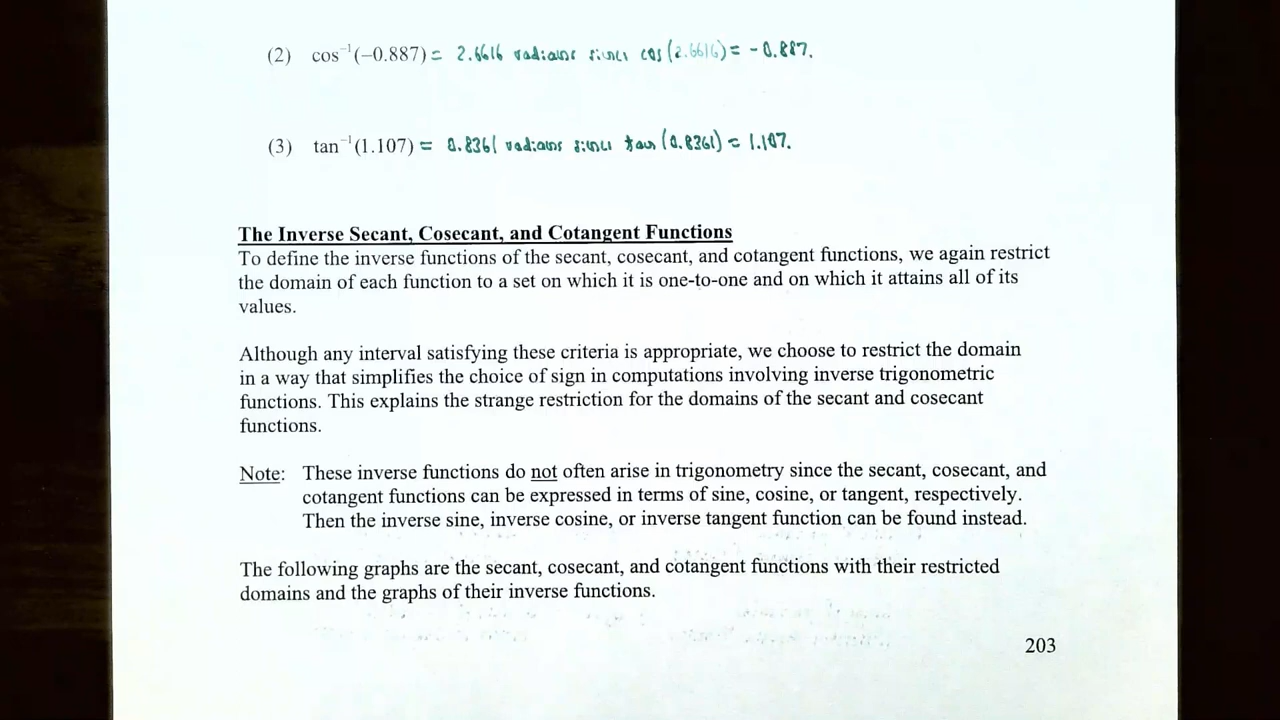 (2) cos⁻¹(−0.887) = 2.6616 radians since cos(2.6616) = -0.887.
(3) tan⁻¹(1.107) = 0.8361 radians since tan(0.8361) = 1.107.
The Inverse Secant, Cosecant, and Cotangent Functions
To define the inverse functions of the secant, cosecant, and cotangent functions, we again restrict
the domain of each function to a set on which it is one-to-one and on which it attains all of its
values.
Although any interval satisfying these criteria is appropriate, we choose to restrict the domain
in a way that simplifies the choice of sign in computations involving inverse trigonometric
functions. This explains the strange restriction for the domains of the secant and cosecant
functions.
Note: These inverse functions do not often arise in trigonometry since the secant, cosecant, and
cotangent functions can be expressed in terms of sine, cosine, or tangent, respectively.
Then the inverse sine, inverse cosine, or inverse tangent function can be found instead.
The following graphs are the secant, cosecant, and cotangent functions with their restricted
domains and the graphs of their inverse functions.
203